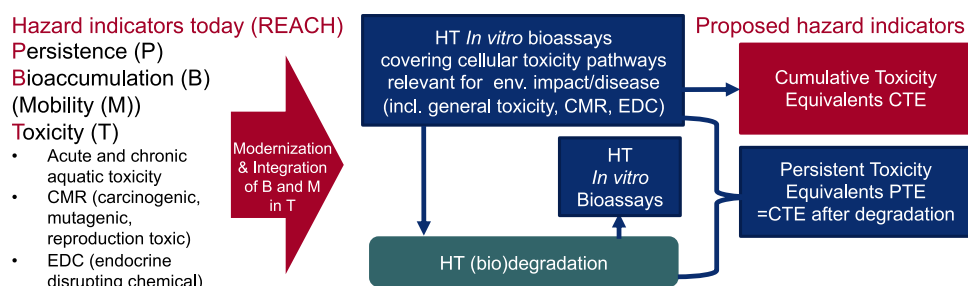 Hazard indicators today (REACH)
Persistence (P)
Bioaccumulation (B)
(Mobility (M))
Toxicity (T)
• Acute and chronic
aquatic toxicity
• CMR (carcinogenic,
mutagenic,
reproduction toxic)
• EDC (endocrine
disrupting chemical)
Modernization
& Integration
of B and M
in T
HT In vitro bioassays
covering cellular toxicity pathways
relevant for env. impact/disease
(incl. general toxicity, CMR, EDC)
HT
In vitro
Bioassays
HT (bio)degradation
Proposed hazard indicators
Cumulative Toxicity
Equivalents CTE
Persistent Toxicity
Equivalents PTE
=CTE after degradation